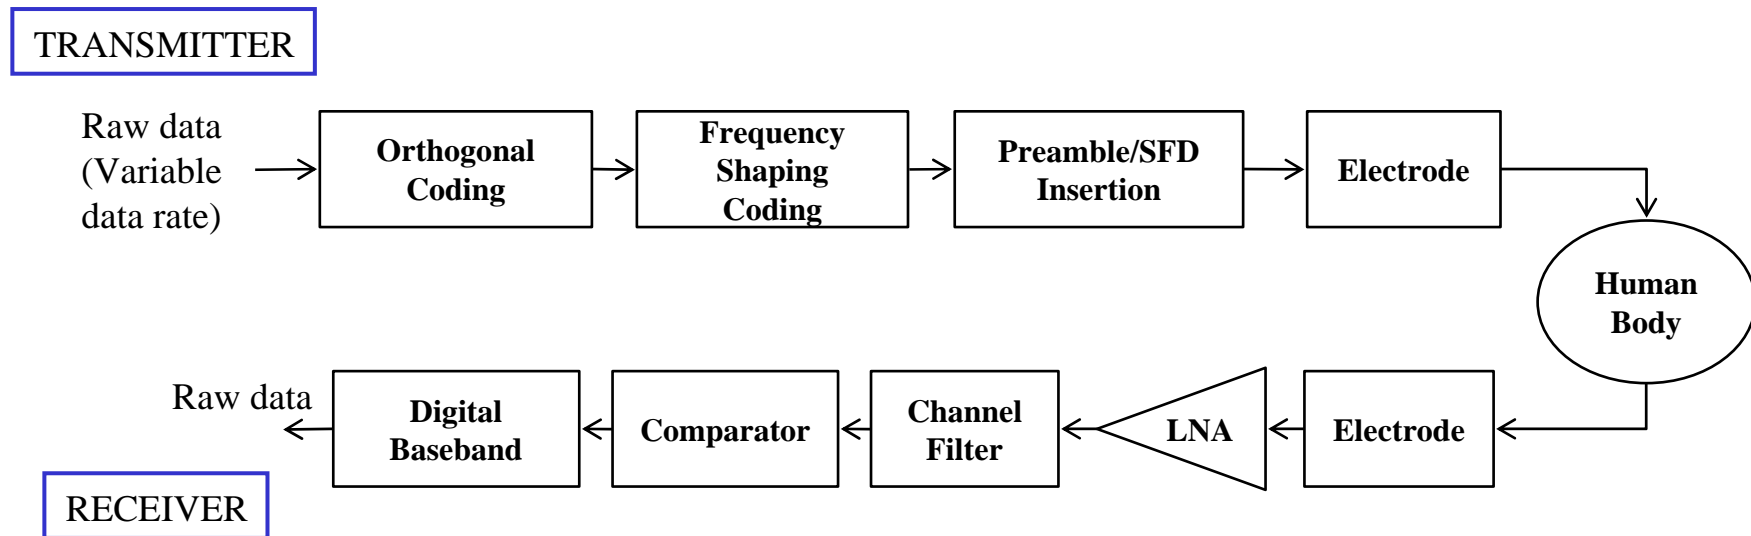 TRANSMITTER
Raw data
(Variable
data rate)
Orthogonal
Coding
Frequency
Shaping
Coding
Preamble/SFD
Insertion
Electrode
Human
Body
Raw data
Digital
Baseband
Comparator
Channel
Filter
LNA
Electrode
RECEIVER